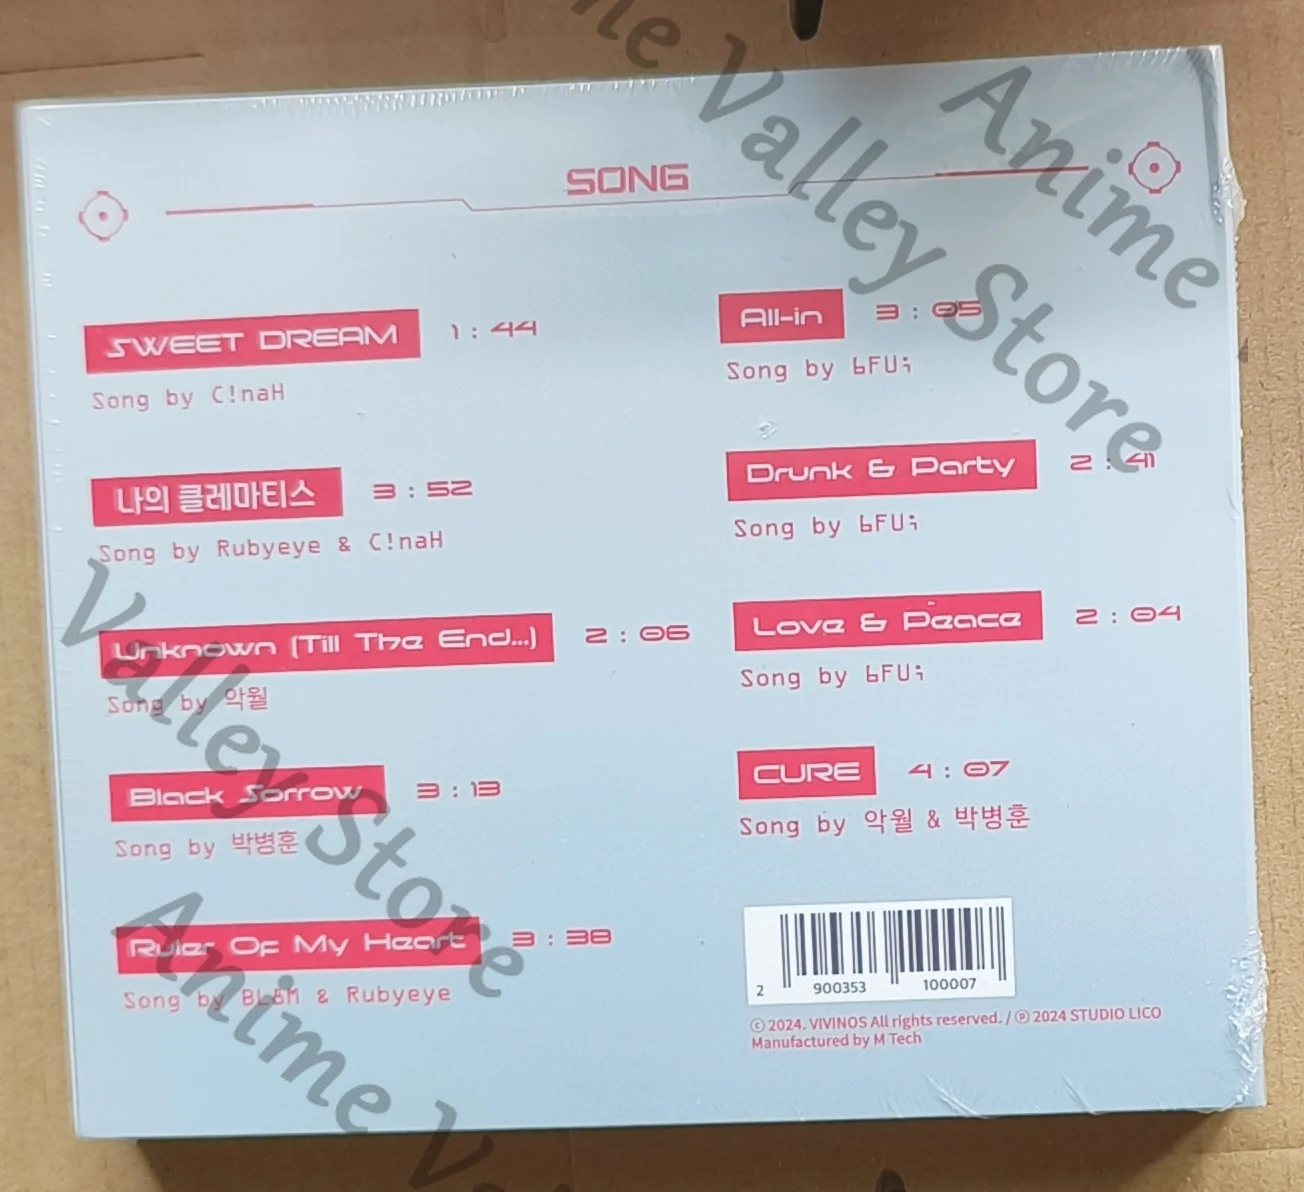 SONG
SWEET DREAM 1 : 44
Song by C!naH
나의 클레마티스 3 : 52
Song by Rubyeye & C!naH
Unknown (Till The End...) 2 : 06
Song by 악월
Black Sorrow 3 : 13
Song by 박병훈
Ruler Of My Heart 3 : 38
Song by BL8M & Rubyeye
All-in 3 : 05
Song by ьFU;
Drunk & Party 2 : 41
Song by ьFU;
Love & Peace 2 : 04
Song by ьFU;
CURE 4 : 07
Song by 악월 & 박병훈
2 900353 100007
ⓒ 2024. VIVINOS All rights reserved. / ⓟ 2024 STUDIO LICO
Manufactured by M Tech
Anime Valley Store
Anime
Valley Store
Anime V